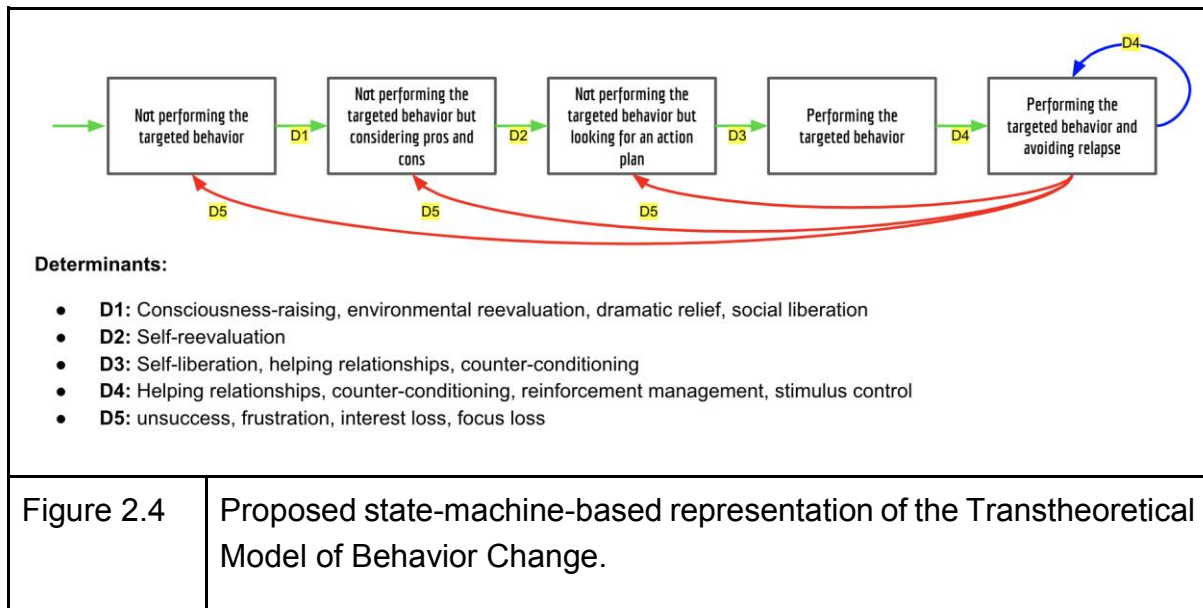 D4
Not performing the
targeted behavior
D1
Not performing the
targeted behavior but
considering pros and
cons
D2
Not performing the
targeted behavior but
looking for an action
plan
D3
Performing the
targeted behavior
D4
Performing the
targeted behavior and
avoiding relapse
D5
D5
D5
Determinants:
● D1: Consciousness-raising, environmental reevaluation, dramatic relief, social liberation
● D2: Self-reevaluation
● D3: Self-liberation, helping relationships, counter-conditioning
● D4: Helping relationships, counter-conditioning, reinforcement management, stimulus control
● D5: unsuccess, frustration, interest loss, focus loss
Figure 2.4
Proposed state-machine-based representation of the Transtheoretical
Model of Behavior Change.